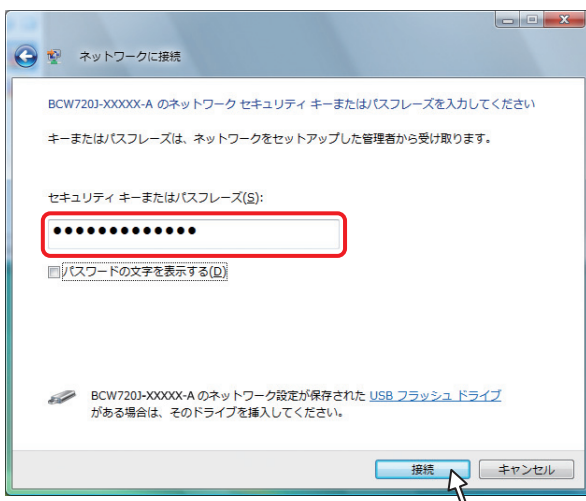 ネットワークに接続
BCW720J-XXXXX-A のネットワーク セキュリティ キーまたはパスフレーズを入力してください
キーまたはパスフレーズは、ネットワークをセットアップした管理者から受け取ります。
セキュリティ キーまたはパスフレーズ(S):
●●●●●●●●●●●●●
パスワードの文字を表示する(D)
BCW720J-XXXXX-A のネットワーク設定が保存された USB フラッシュ ドライブ
がある場合は、そのドライブを挿入してください。
接続 キャンセル